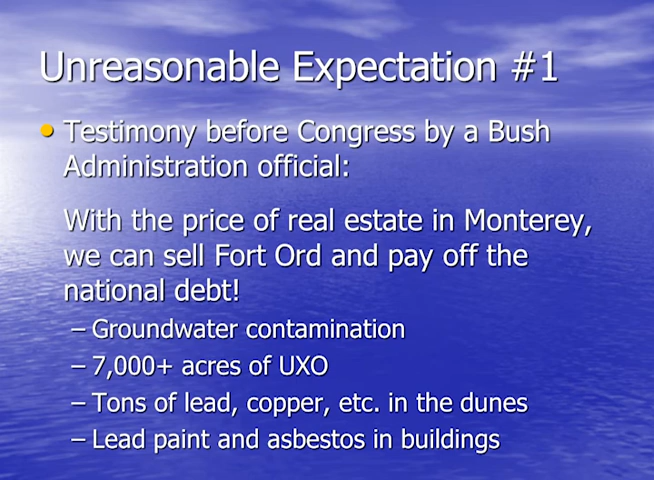 Unreasonable Expectation #1
• Testimony before Congress by a Bush
Administration official:
With the price of real estate in Monterey,
we can sell Fort Ord and pay off the
national debt!
– Groundwater contamination
– 7,000+ acres of UXO
– Tons of lead, copper, etc. in the dunes
– Lead paint and asbestos in buildings